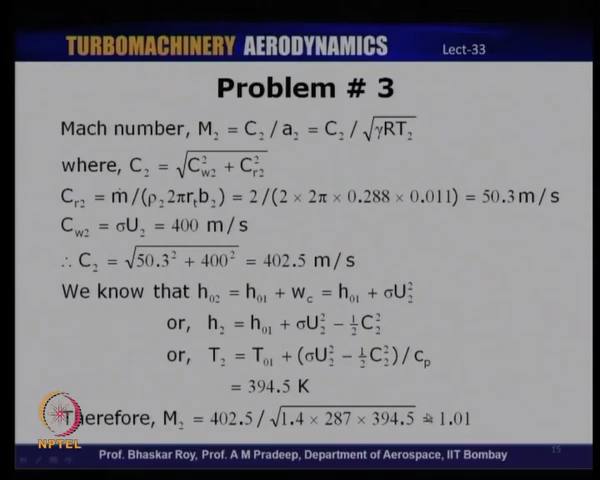 TURBOMACHINERY AERODYNAMICS Lect-33
Problem # 3
Mach number, M₂ = C₂ / a₂ = C₂ / √γRT₂
where, C₂ = √C²w2 + C²r2
Cr2 = ṁ/(ρ₂2πrₜb₂) = 2/(2 × 2π × 0.288 × 0.011) = 50.3 m/s
Cw2 = σU₂ = 400 m/s
∴ C₂ = √50.3² + 400² = 402.5 m/s
We know that h₀₂ = h₀₁ + wc = h₀₁ + σU₂²
or, h₂ = h₀₁ + σU₂² − ½C₂²
or, T₂ = T₀₁ + (σU₂² − ½C₂²)/cp
= 394.5 K
Therefore, M₂ = 402.5/√1.4 × 287 × 394.5 ≅ 1.01
NPTEL
15
Prof. Bhaskar Roy, Prof. A M Pradeep, Department of Aerospace, IIT Bombay